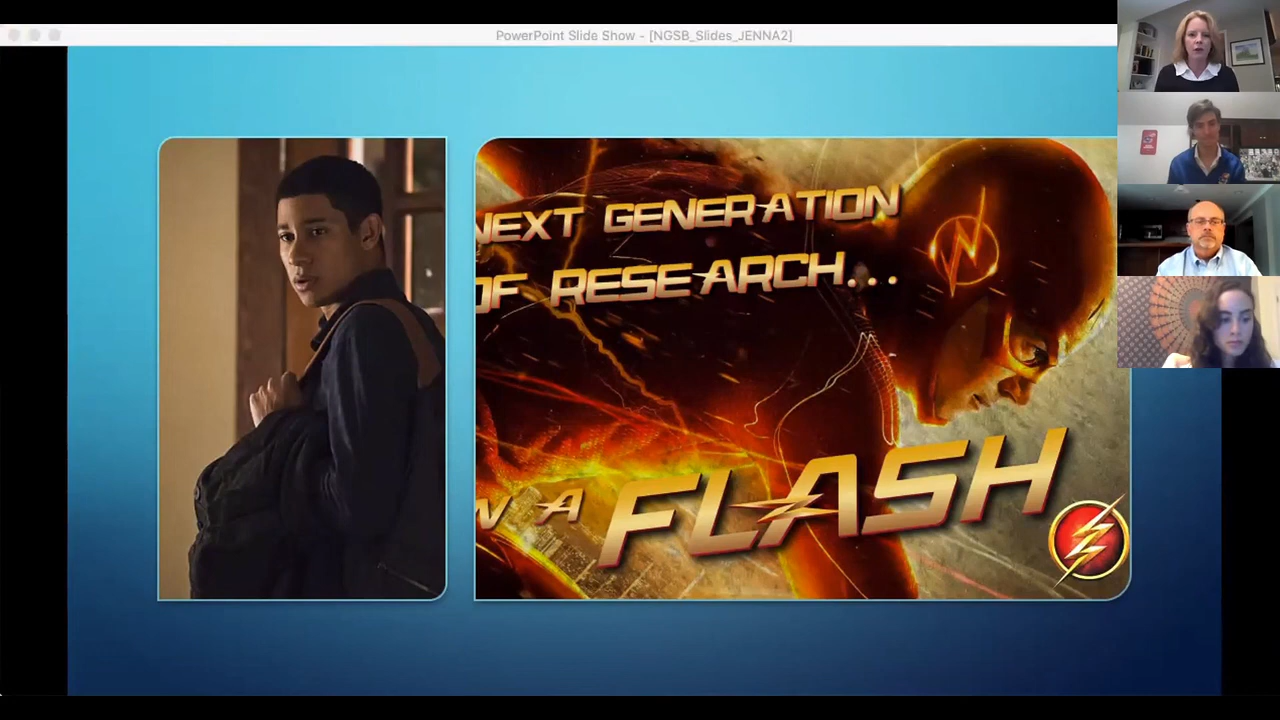 PowerPoint Slide Show - [NGSB_Slides_JENNA2]
NEXT GENERATION
OF RESEARCH...
N A FLASH